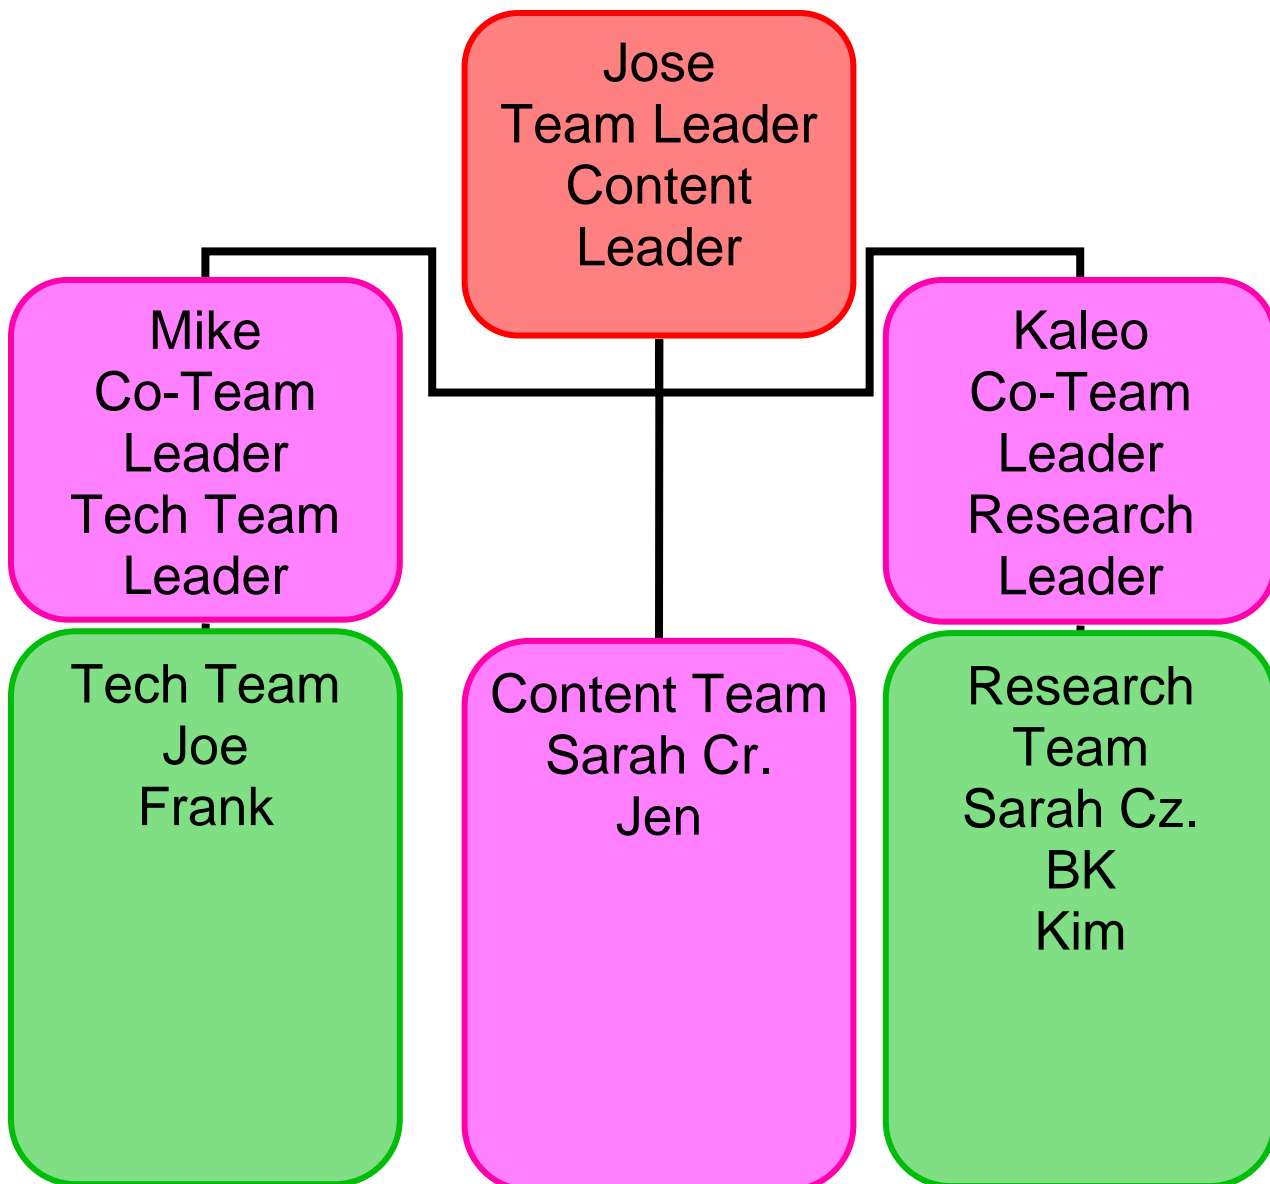 Jose
Team Leader
Content
Leader
Mike
Co-Team
Leader
Tech Team
Leader
Kaleo
Co-Team
Leader
Research
Leader
Tech Team
Joe
Frank
Content Team
Sarah Cr.
Jen
Research
Team
Sarah Cz.
BK
Kim